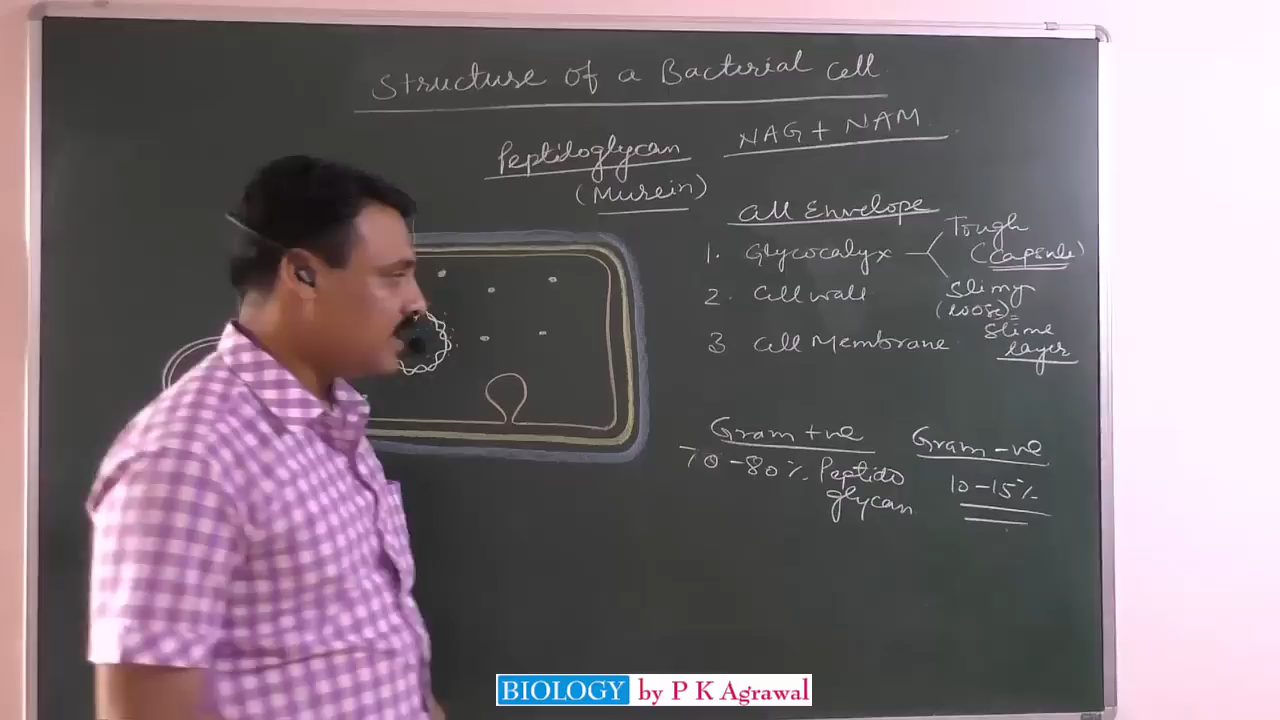 Structure of a Bacterial Cell
Peptidoglycan
NAG + NAM
(Murein)
Cell Envelope
1. Glycocalyx
Tough
(Capsule)
Slimy
(loose)=
Slime
layer
2. Cell wall
3 Cell Membrane
Gram +ve
70-80% Peptido
glycan
Gram -ve
10-15%
BIOLOGY by P K Agrawal